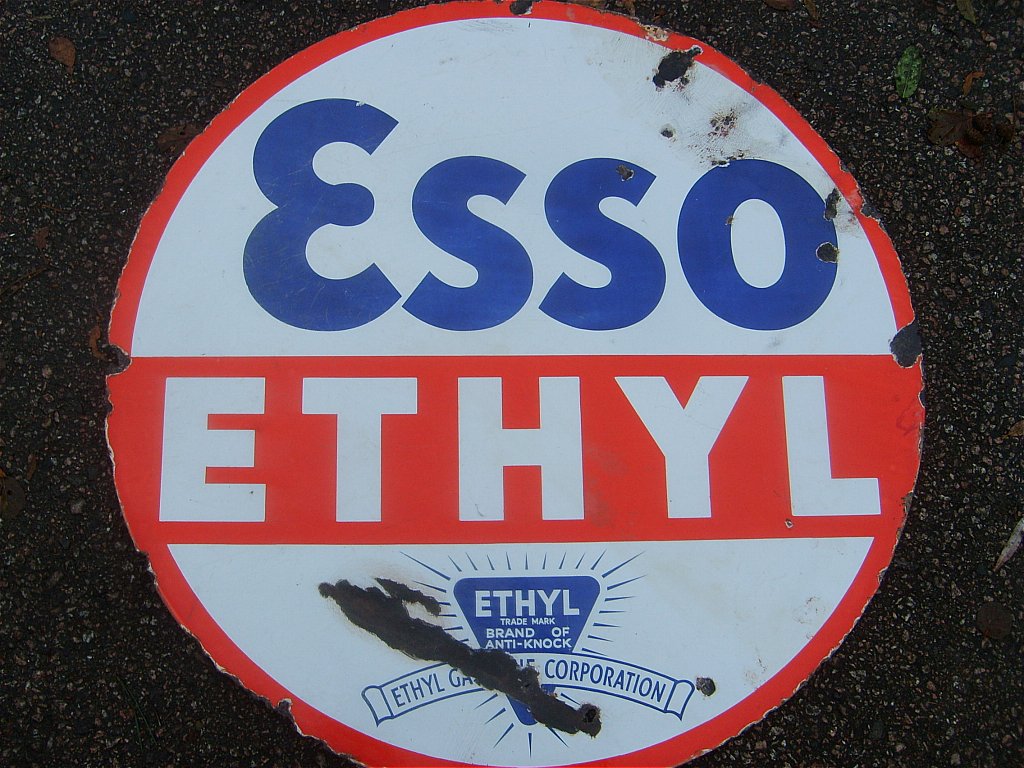 Esso
ETHYL
ETHYL
TRADE MARK
BRAND OF
ANTI-KNOCK
ETHYL CORPORATION